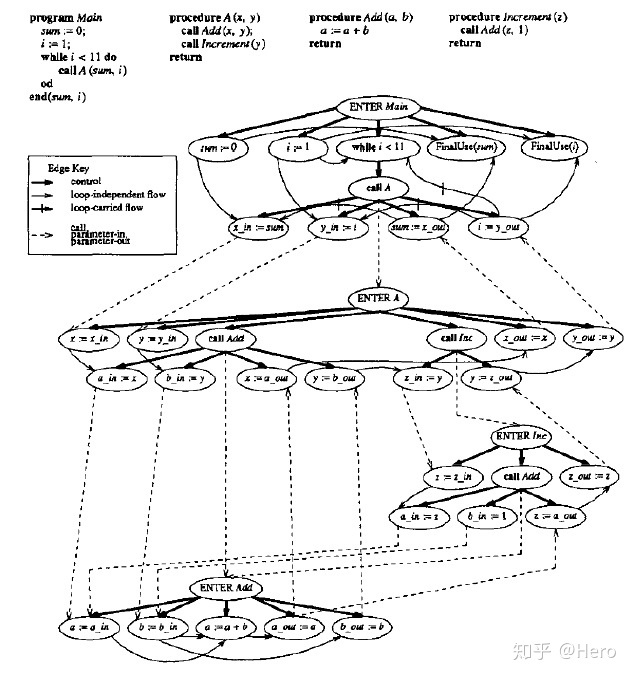 program Main
sum := 0;
i := 1;
while i < 11 do
call A (sum, i)
od
end(sum, i)
procedure A (x, y)
call Add (x, y);
call Increment (y)
return
procedure Add (a, b)
a := a + b
return
procedure Increment (z)
call Add (z, 1)
return
Edge Key
control
loop-independent flow
loop-carried flow
call,
parameter-in,
parameter-out
ENTER Main
sum := 0
i := 1
while i < 11
FinalUse(sum)
FinalUse(i)
call A
x_in := sum
y_in := i
sum := x_out
i := y_out
ENTER A
x := x_in
y := y_in
call Add
call Inc
x_out := x
y_out := y
a_in := x
b_in := y
x := a_out
y := b_out
z_in := y
y := z_out
ENTER Inc
z := z_in
call Add
z_out := z
a_in := z
b_in := 1
z := a_out
ENTER Add
a := a_in
b := b_in
a := a + b
a_out := a
b_out := b
知乎 @Hero